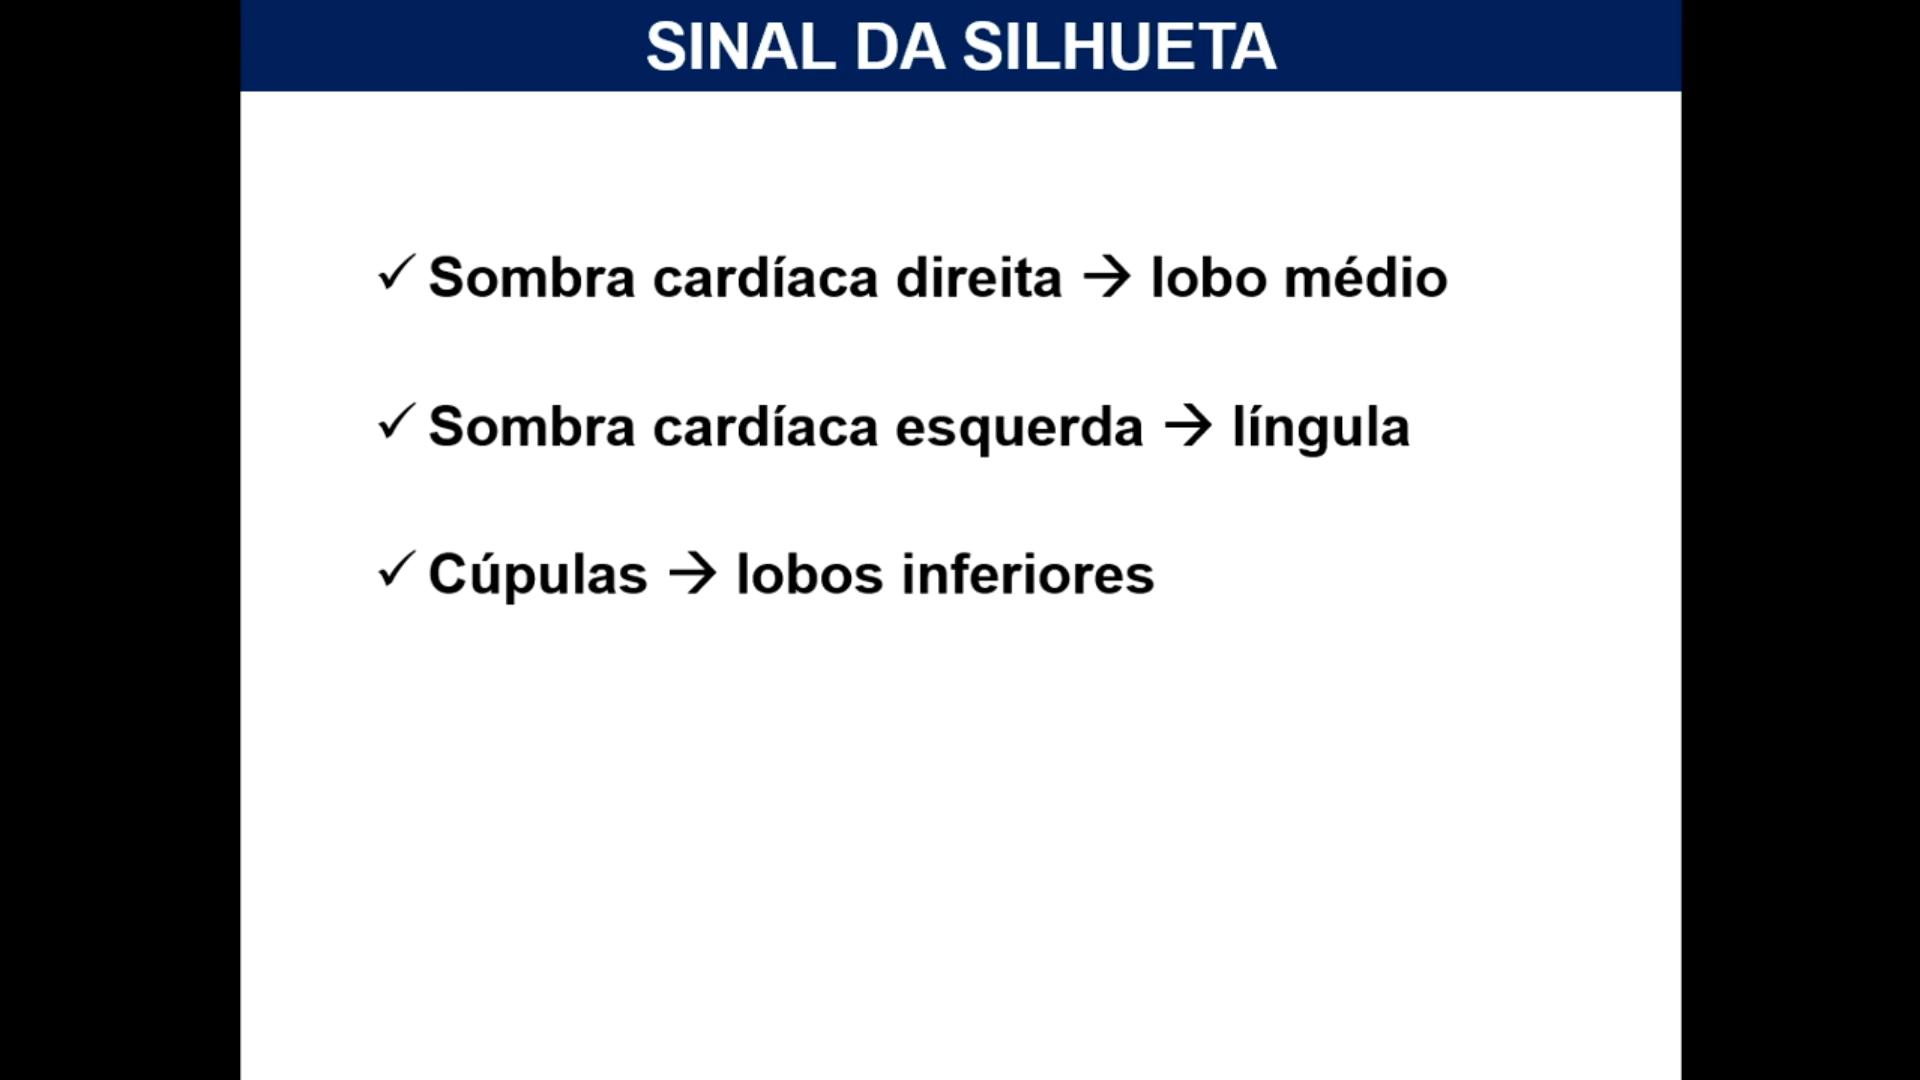 SINAL DA SILHUETA
✓ Sombra cardíaca direita → lobo médio
✓ Sombra cardíaca esquerda → língula
✓ Cúpulas → lobos inferiores